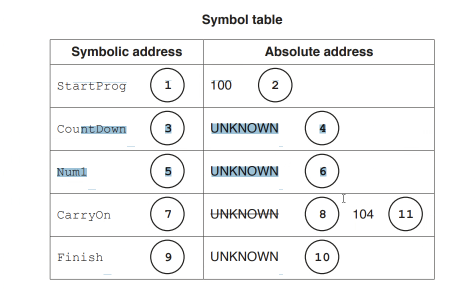 Symbol table
Symbolic address Absolute address
StartProg 1 100 2
CountDown 3 UNKNOWN 4
Num1 5 UNKNOWN 6
CarryOn 7 UNKNOWN 8 104 11
Finish 9 UNKNOWN 10